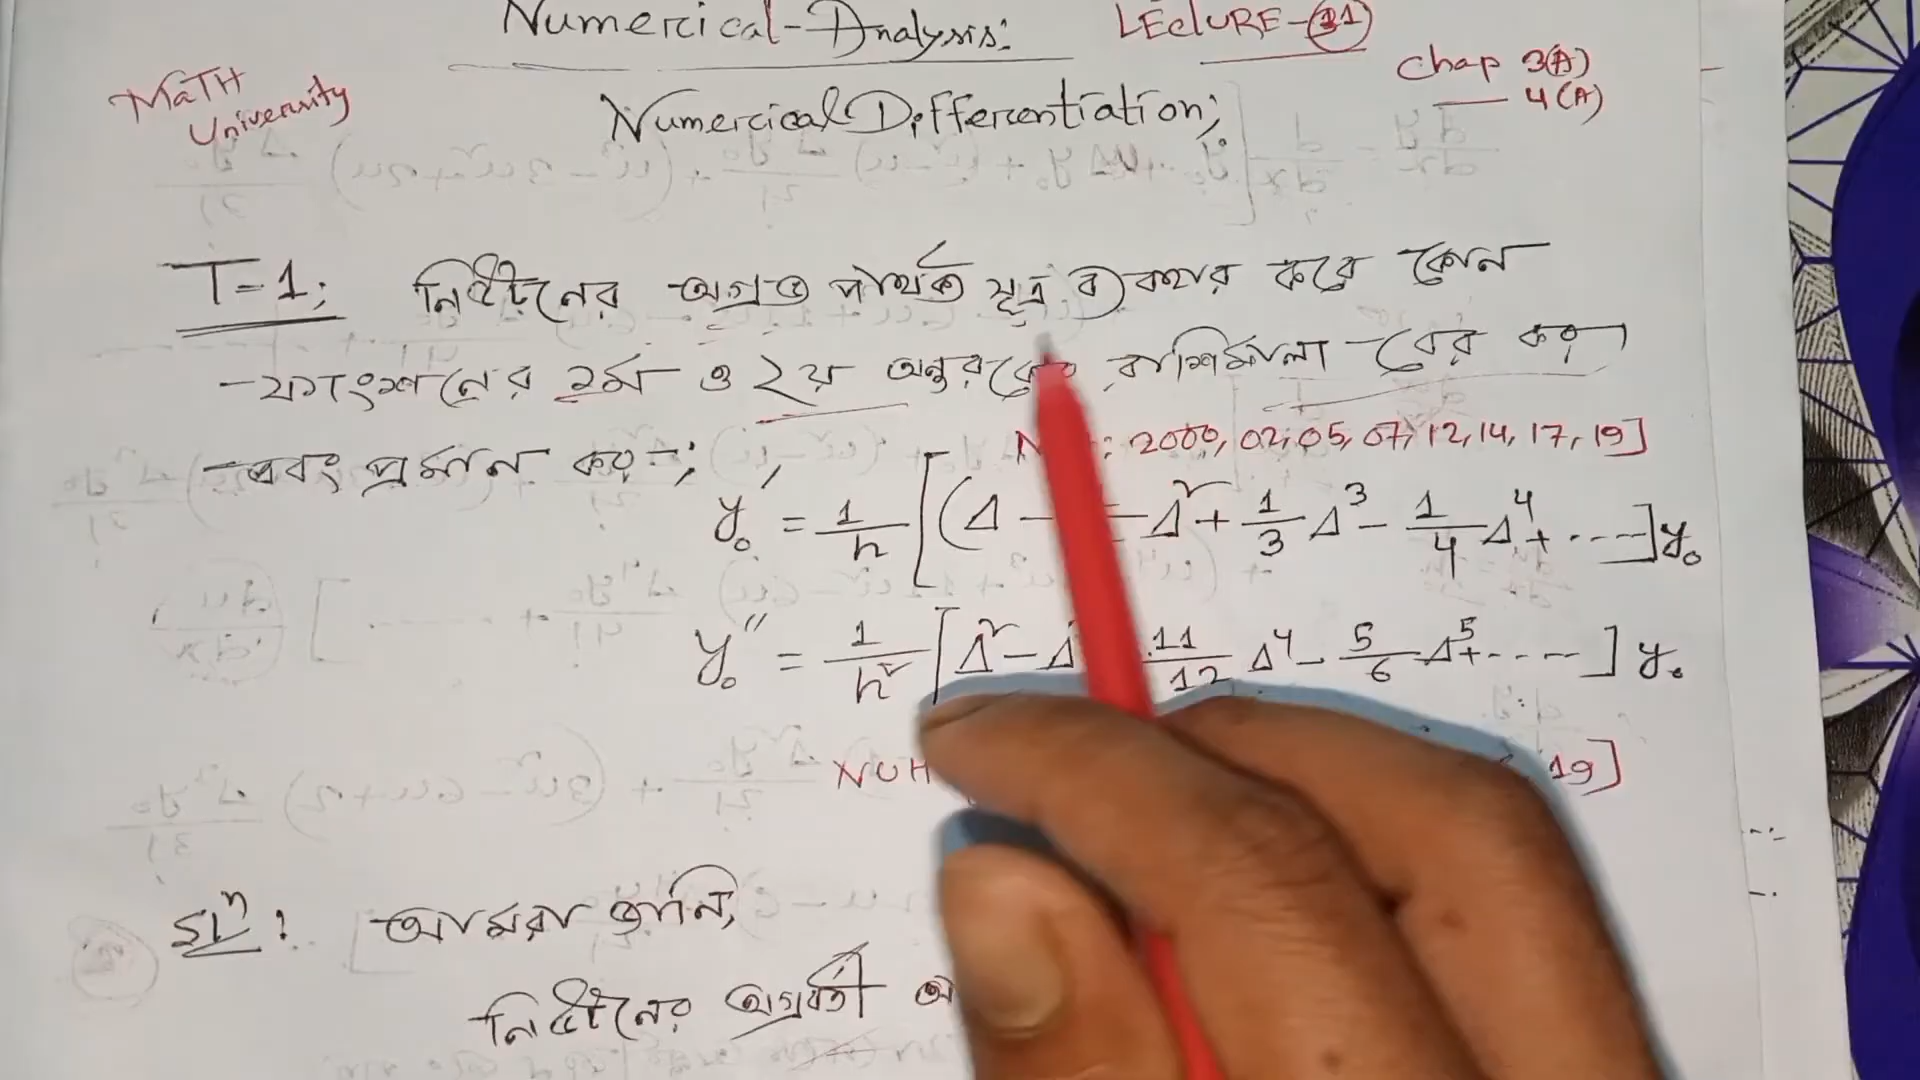 Numerical-Analysis:
LEcture-31
MATH
University
Chap 3(A)
4(A)
Numerical Differentiation;
T-1: নিউটনের অগ্রগ পার্থক্য সূত্র ব্যবহার করে কোন
ফাংশনের ১ম ও ২য় অন্তরকের রাশিমালা বের কর
এবং প্রমান কর;
: 2000, 02, 05, 07, 12, 14, 17, 19]
y₀′ = 1/h [(Δ − Δ² + 1/3 Δ³ − 1/4 Δ⁴ + ----] y₀
y₀″ = 1/h² [Δ² − Δ 11/12 Δ⁴ − 5/6 Δ⁵ + ---- ] y₀
NUH 19]
Slⁿ: আমরা জানি,
নিউটনের অগ্রবর্তী